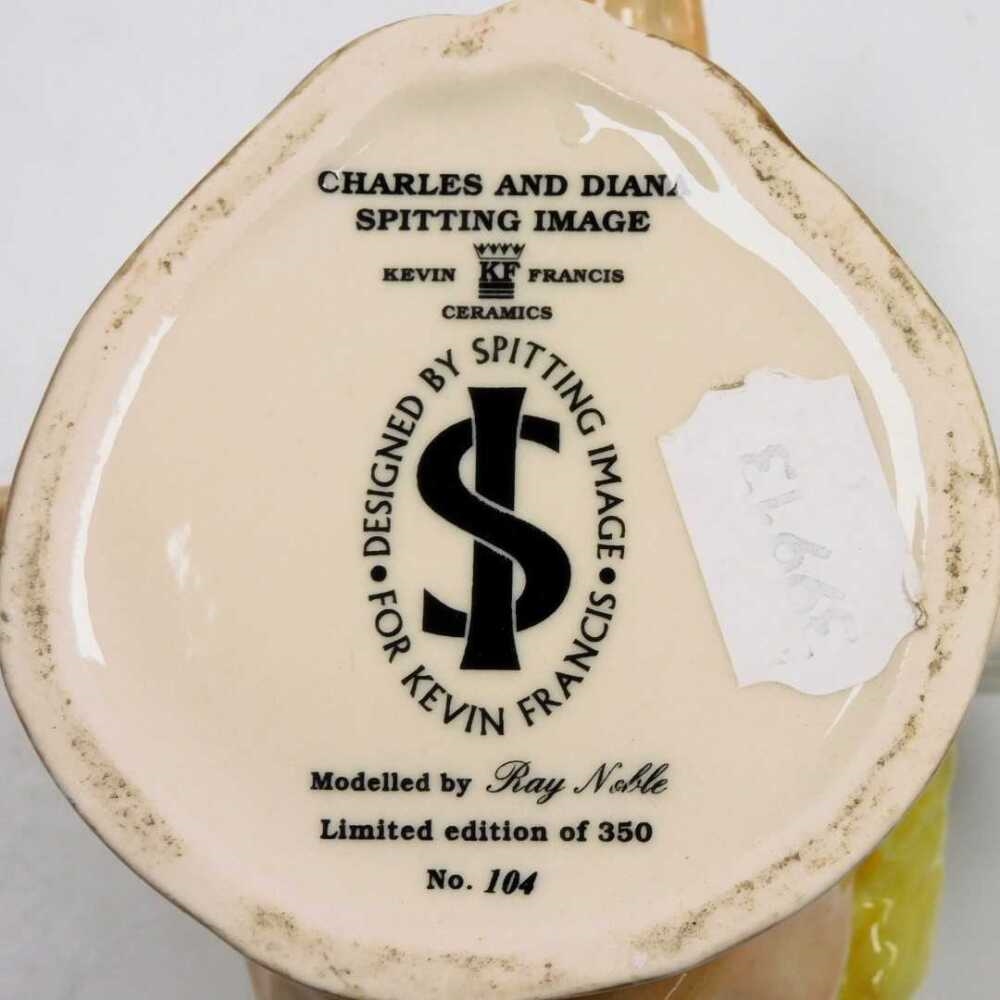 CHARLES AND DIANA
SPITTING IMAGE
KEVIN KF FRANCIS
CERAMICS
• DESIGNED BY SPITTING IMAGE •
FOR KEVIN FRANCIS
SI
Modelled by Ray Noble
Limited edition of 350
No. 104